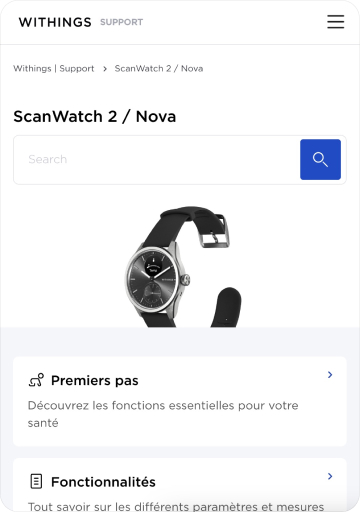 WITHINGS SUPPORT
Withings | Support > ScanWatch 2 / Nova
ScanWatch 2 / Nova
Search
Premiers pas
Découvrez les fonctions essentielles pour votre
santé
Fonctionnalités
Tout savoir sur les différents paramètres et mesures